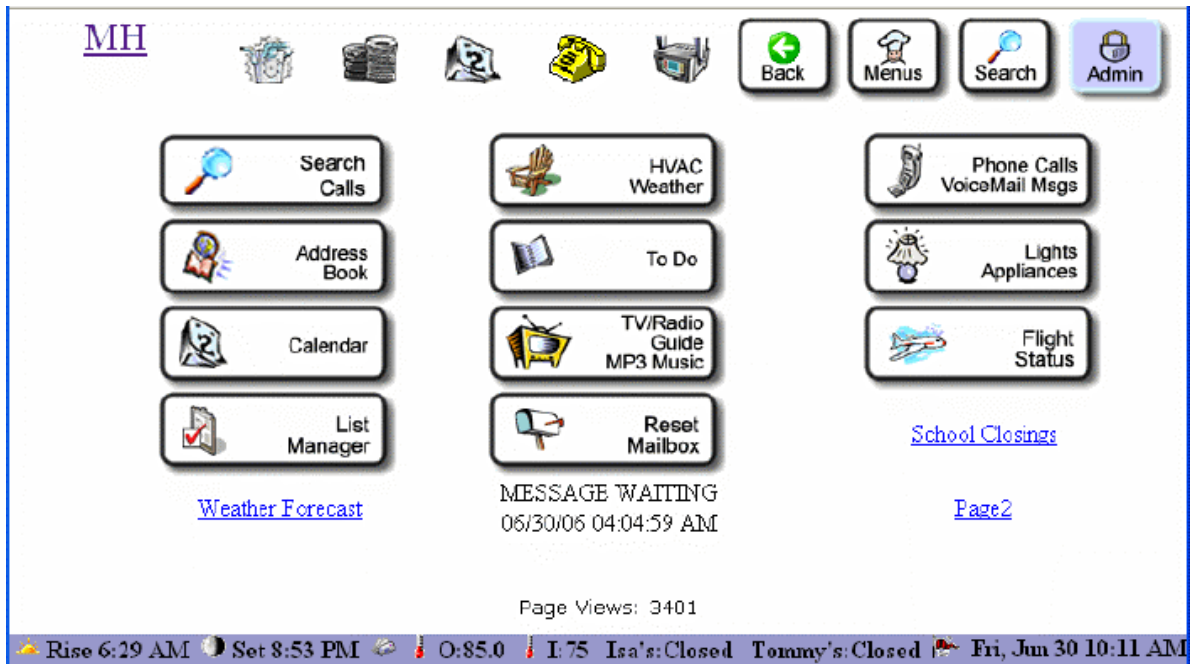 MH
Back
Menus
Search
Admin
Search
Calls
HVAC
Weather
Phone Calls
VoiceMail Msgs
Address
Book
To Do
Lights
Appliances
Calendar
TV/Radio
Guide
MP3 Music
Flight
Status
List
Manager
Reset
Mailbox
School Closings
Weather Forecast
MESSAGE WAITING
06/30/06 04:04:59 AM
Page2
Page Views: 3401
Rise 6:29 AM Set 8:53 PM O:85.0 I:75 Isa's:Closed Tommy's:Closed Fri, Jun 30 10:11 AM